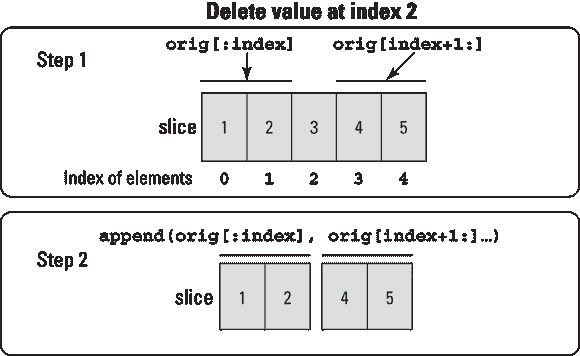 Delete value at index 2
Step 1
orig[:index] orig[index+1:]
slice 1 2 3 4 5
Index of elements 0 1 2 3 4
append(orig[:index], orig[index+1:]…)
Step 2
slice 1 2 4 5